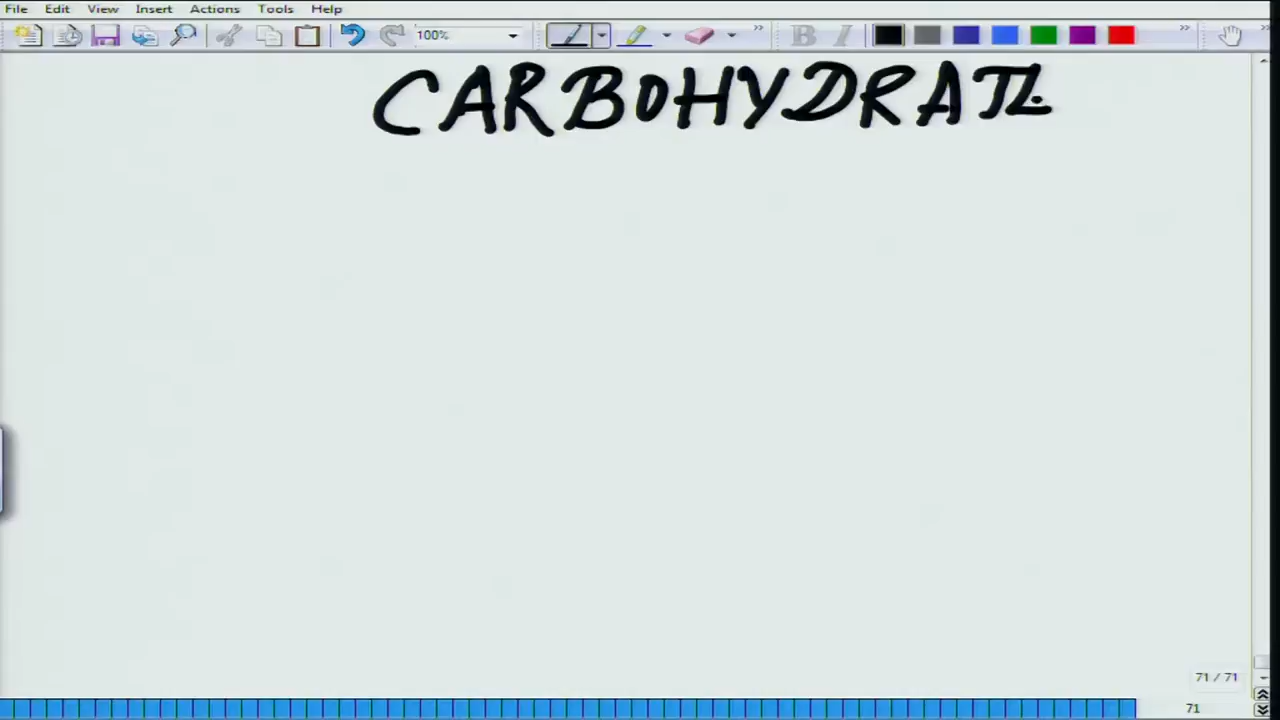 File Edit View Insert Actions Tools Help
100% B I
CARBOHYDRATE
71 / 71
71